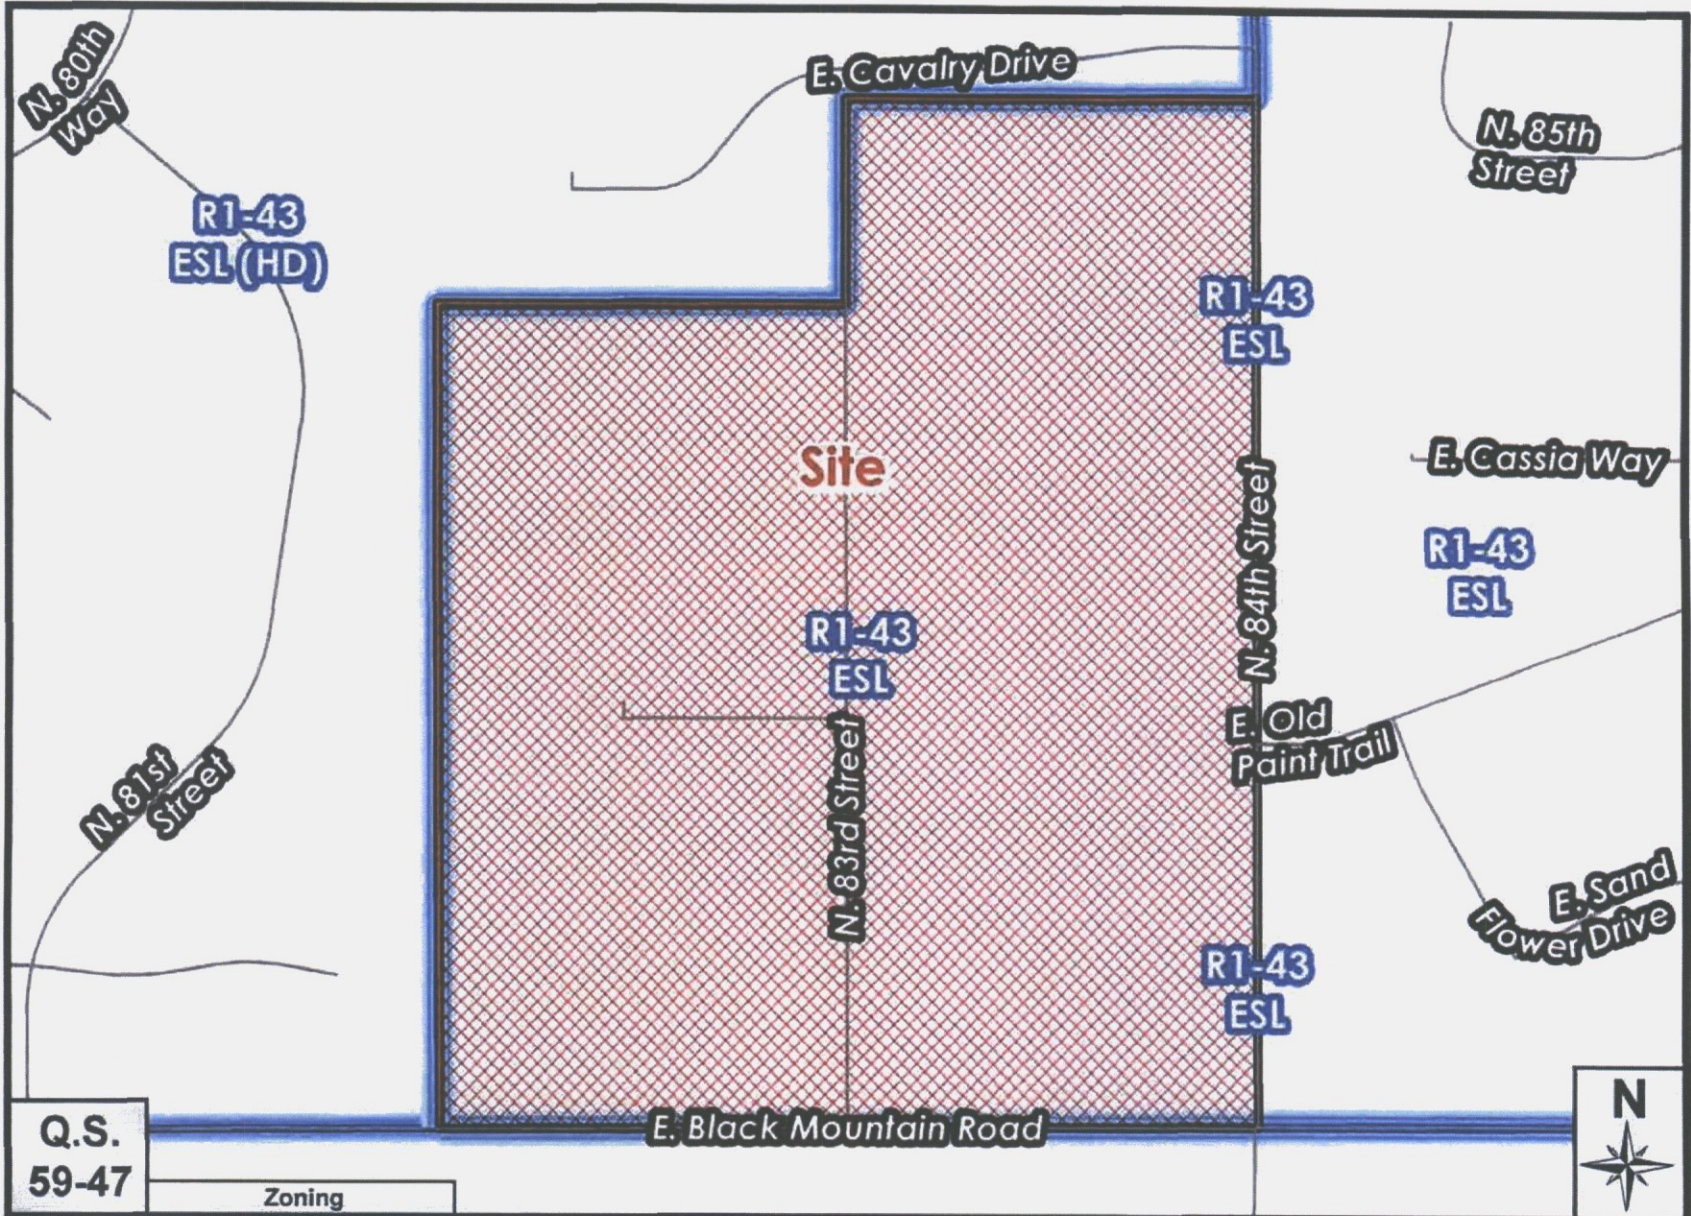 N. 80th
Way
E. Cavalry Drive
N. 85th
Street
R1-43
ESL (HD)
R1-43
ESL
Site
E. Cassia Way
N. 84th Street
R1-43
ESL
R1-43
ESL
E. Old
Paint Trail
N. 81st
Street
N. 83rd Street
E. Sand
Flower Drive
R1-43
ESL
E. Black Mountain Road
Q.S.
59-47
Zoning
N